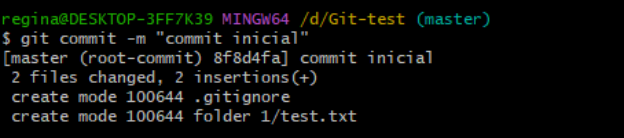 regina@DESKTOP-3FF7K39 MINGW64 /d/Git-test (master)
$ git commit -m "commit inicial"
[master (root-commit) 8f8d4fa] commit inicial
 2 files changed, 2 insertions(+)
 create mode 100644 .gitignore
 create mode 100644 folder 1/test.txt